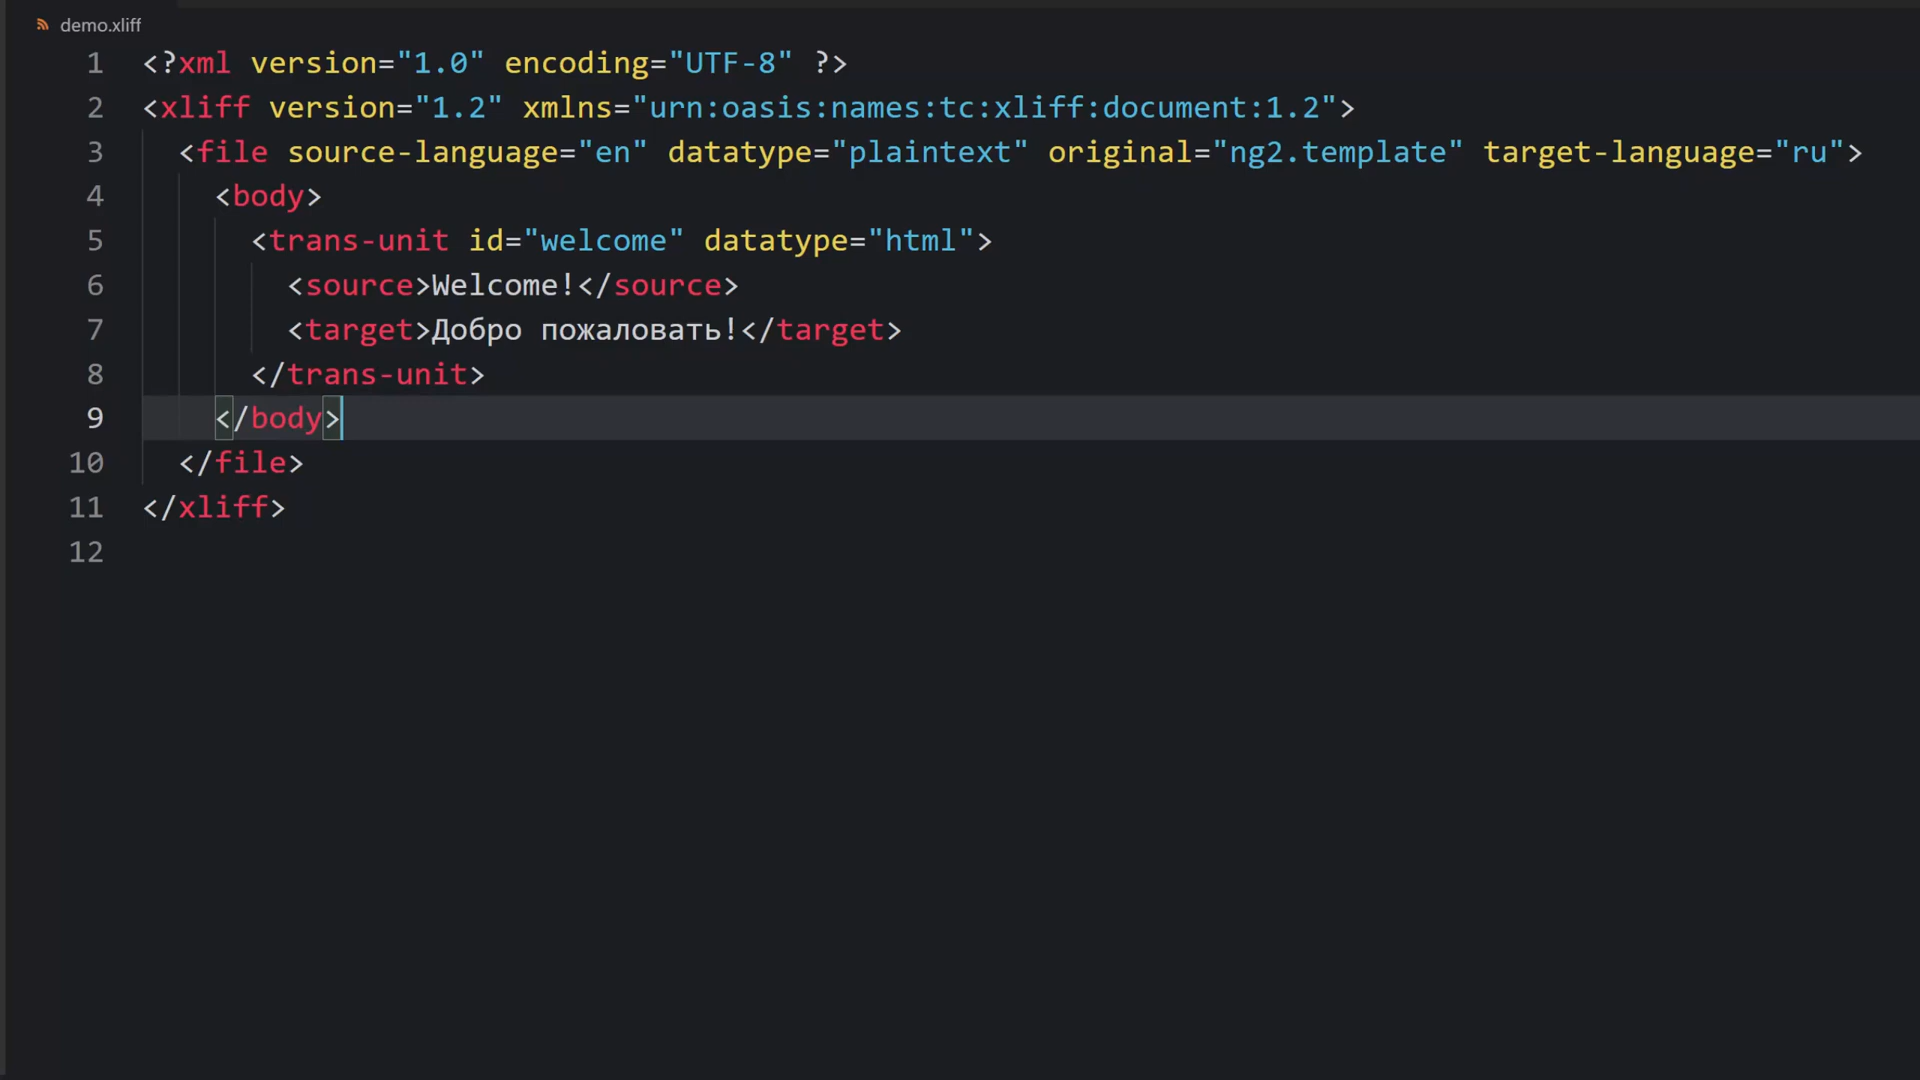 demo.xliff
1 <?xml version="1.0" encoding="UTF-8" ?>
2 <xliff version="1.2" xmlns="urn:oasis:names:tc:xliff:document:1.2">
3 <file source-language="en" datatype="plaintext" original="ng2.template" target-language="ru">
4 <body>
5 <trans-unit id="welcome" datatype="html">
6 <source>Welcome!</source>
7 <target>Добро пожаловать!</target>
8 </trans-unit>
9 </body>
10 </file>
11 </xliff>
12